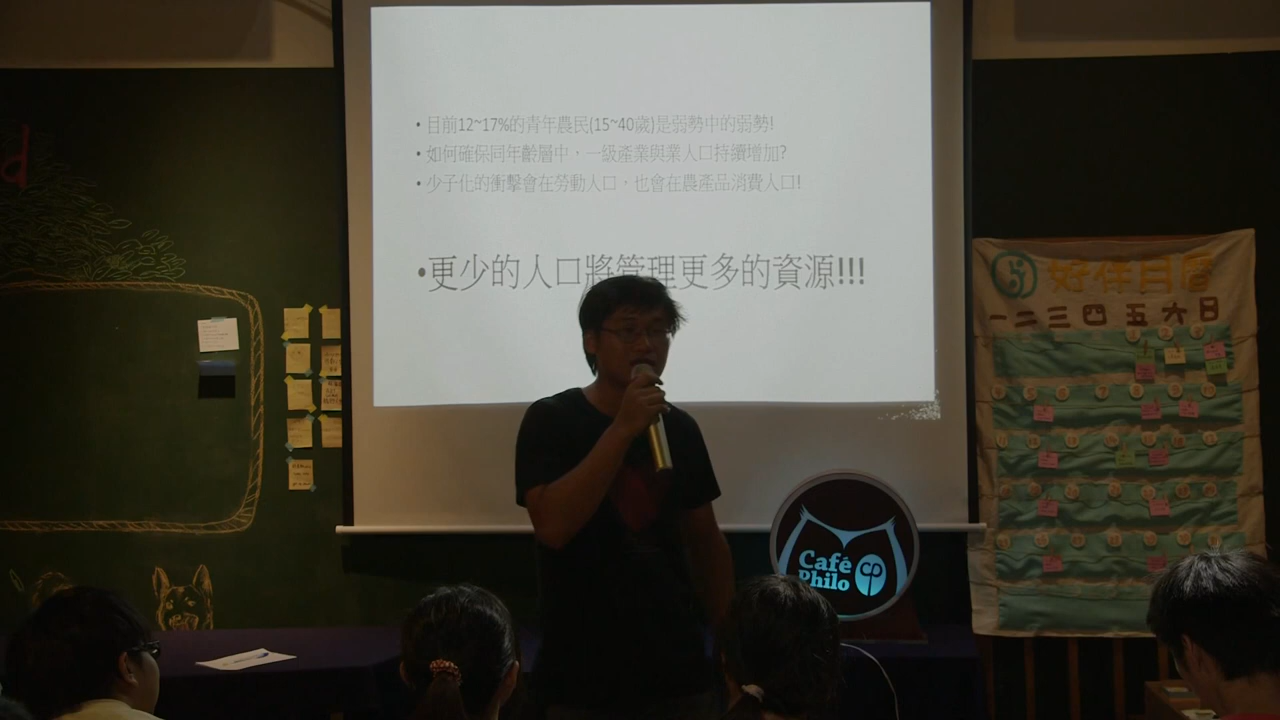 • 目前12~17%的青年農民(15~40歲)是弱勢中的弱勢!
• 如何確保同年齡層中，一級產業與業人口持續增加?
• 少子化的衝擊會在勞動人口，也會在農產品消費人口!
•更少的人口將管理更多的資源!!!
好伴日曆
一二三四五六日
Café
Philo
cp